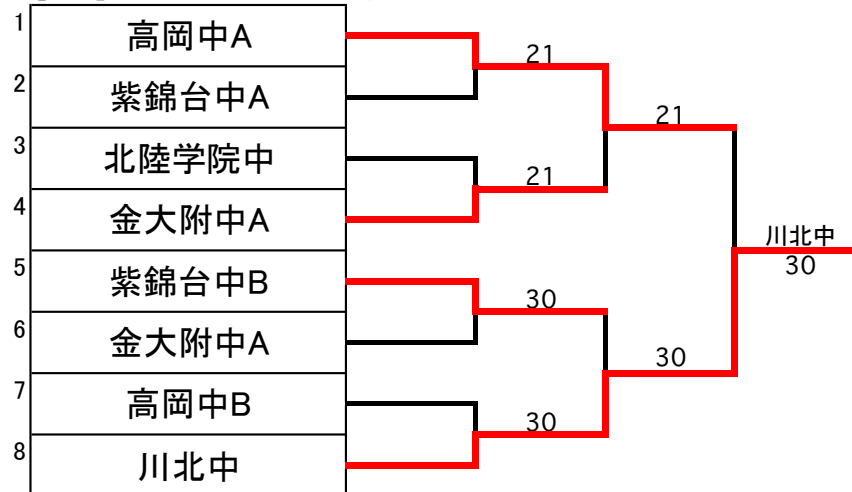 1 高岡中A
2 紫錦台中A
3 北陸学院中
4 金大附中A
5 紫錦台中B
6 金大附中A
7 高岡中B
8 川北中
21
21
30
30
21
30
川北中
30